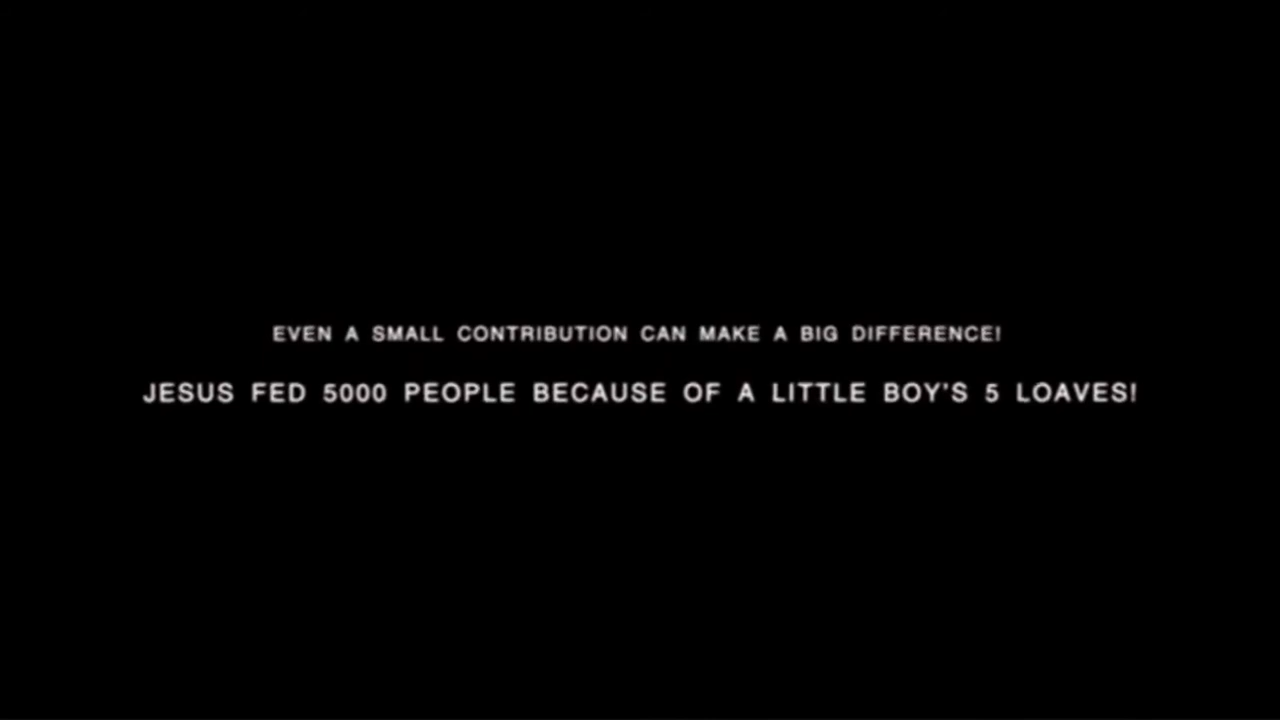 EVEN A SMALL CONTRIBUTION CAN MAKE A BIG DIFFERENCE!
JESUS FED 5000 PEOPLE BECAUSE OF A LITTLE BOY'S 5 LOAVES!